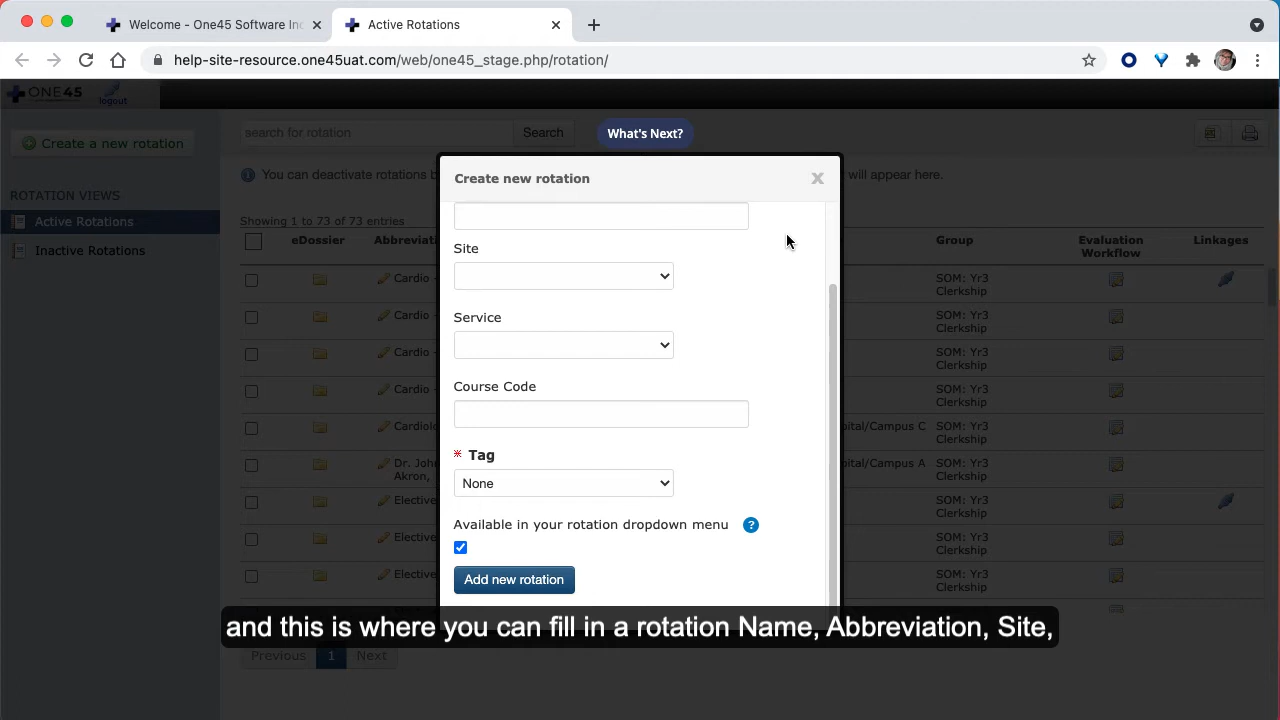 Welcome - One45 Software Inc
Active Rotations
help-site-resource.one45uat.com/web/one45_stage.php/rotation/
ONE45
logout
Create a new rotation
search for rotation
Search
What's Next?
You can deactivate rotations b
will appear here.
ROTATION VIEWS
Active Rotations
Inactive Rotations
Showing 1 to 73 of 73 entries
eDossier
Abbreviati
Group
Evaluation
Workflow
Linkages
Cardio
SOM: Yr3
Clerkship
Cardio
SOM: Yr3
Clerkship
Cardio
SOM: Yr3
Clerkship
Cardio
SOM: Yr3
Clerkship
Cardiol
pital/Campus C
SOM: Yr3
Clerkship
Dr. John
Akron,
pital/Campus A
SOM: Yr3
Clerkship
Elective
SOM: Yr3
Clerkship
Elective
SOM: Yr3
Clerkship
Elective
SOM: Yr3
Clerkship
Create new rotation
X
Site
Service
Course Code
* Tag
None
Available in your rotation dropdown menu ?
Add new rotation
and this is where you can fill in a rotation Name, Abbreviation, Site,
Previous 1 Next